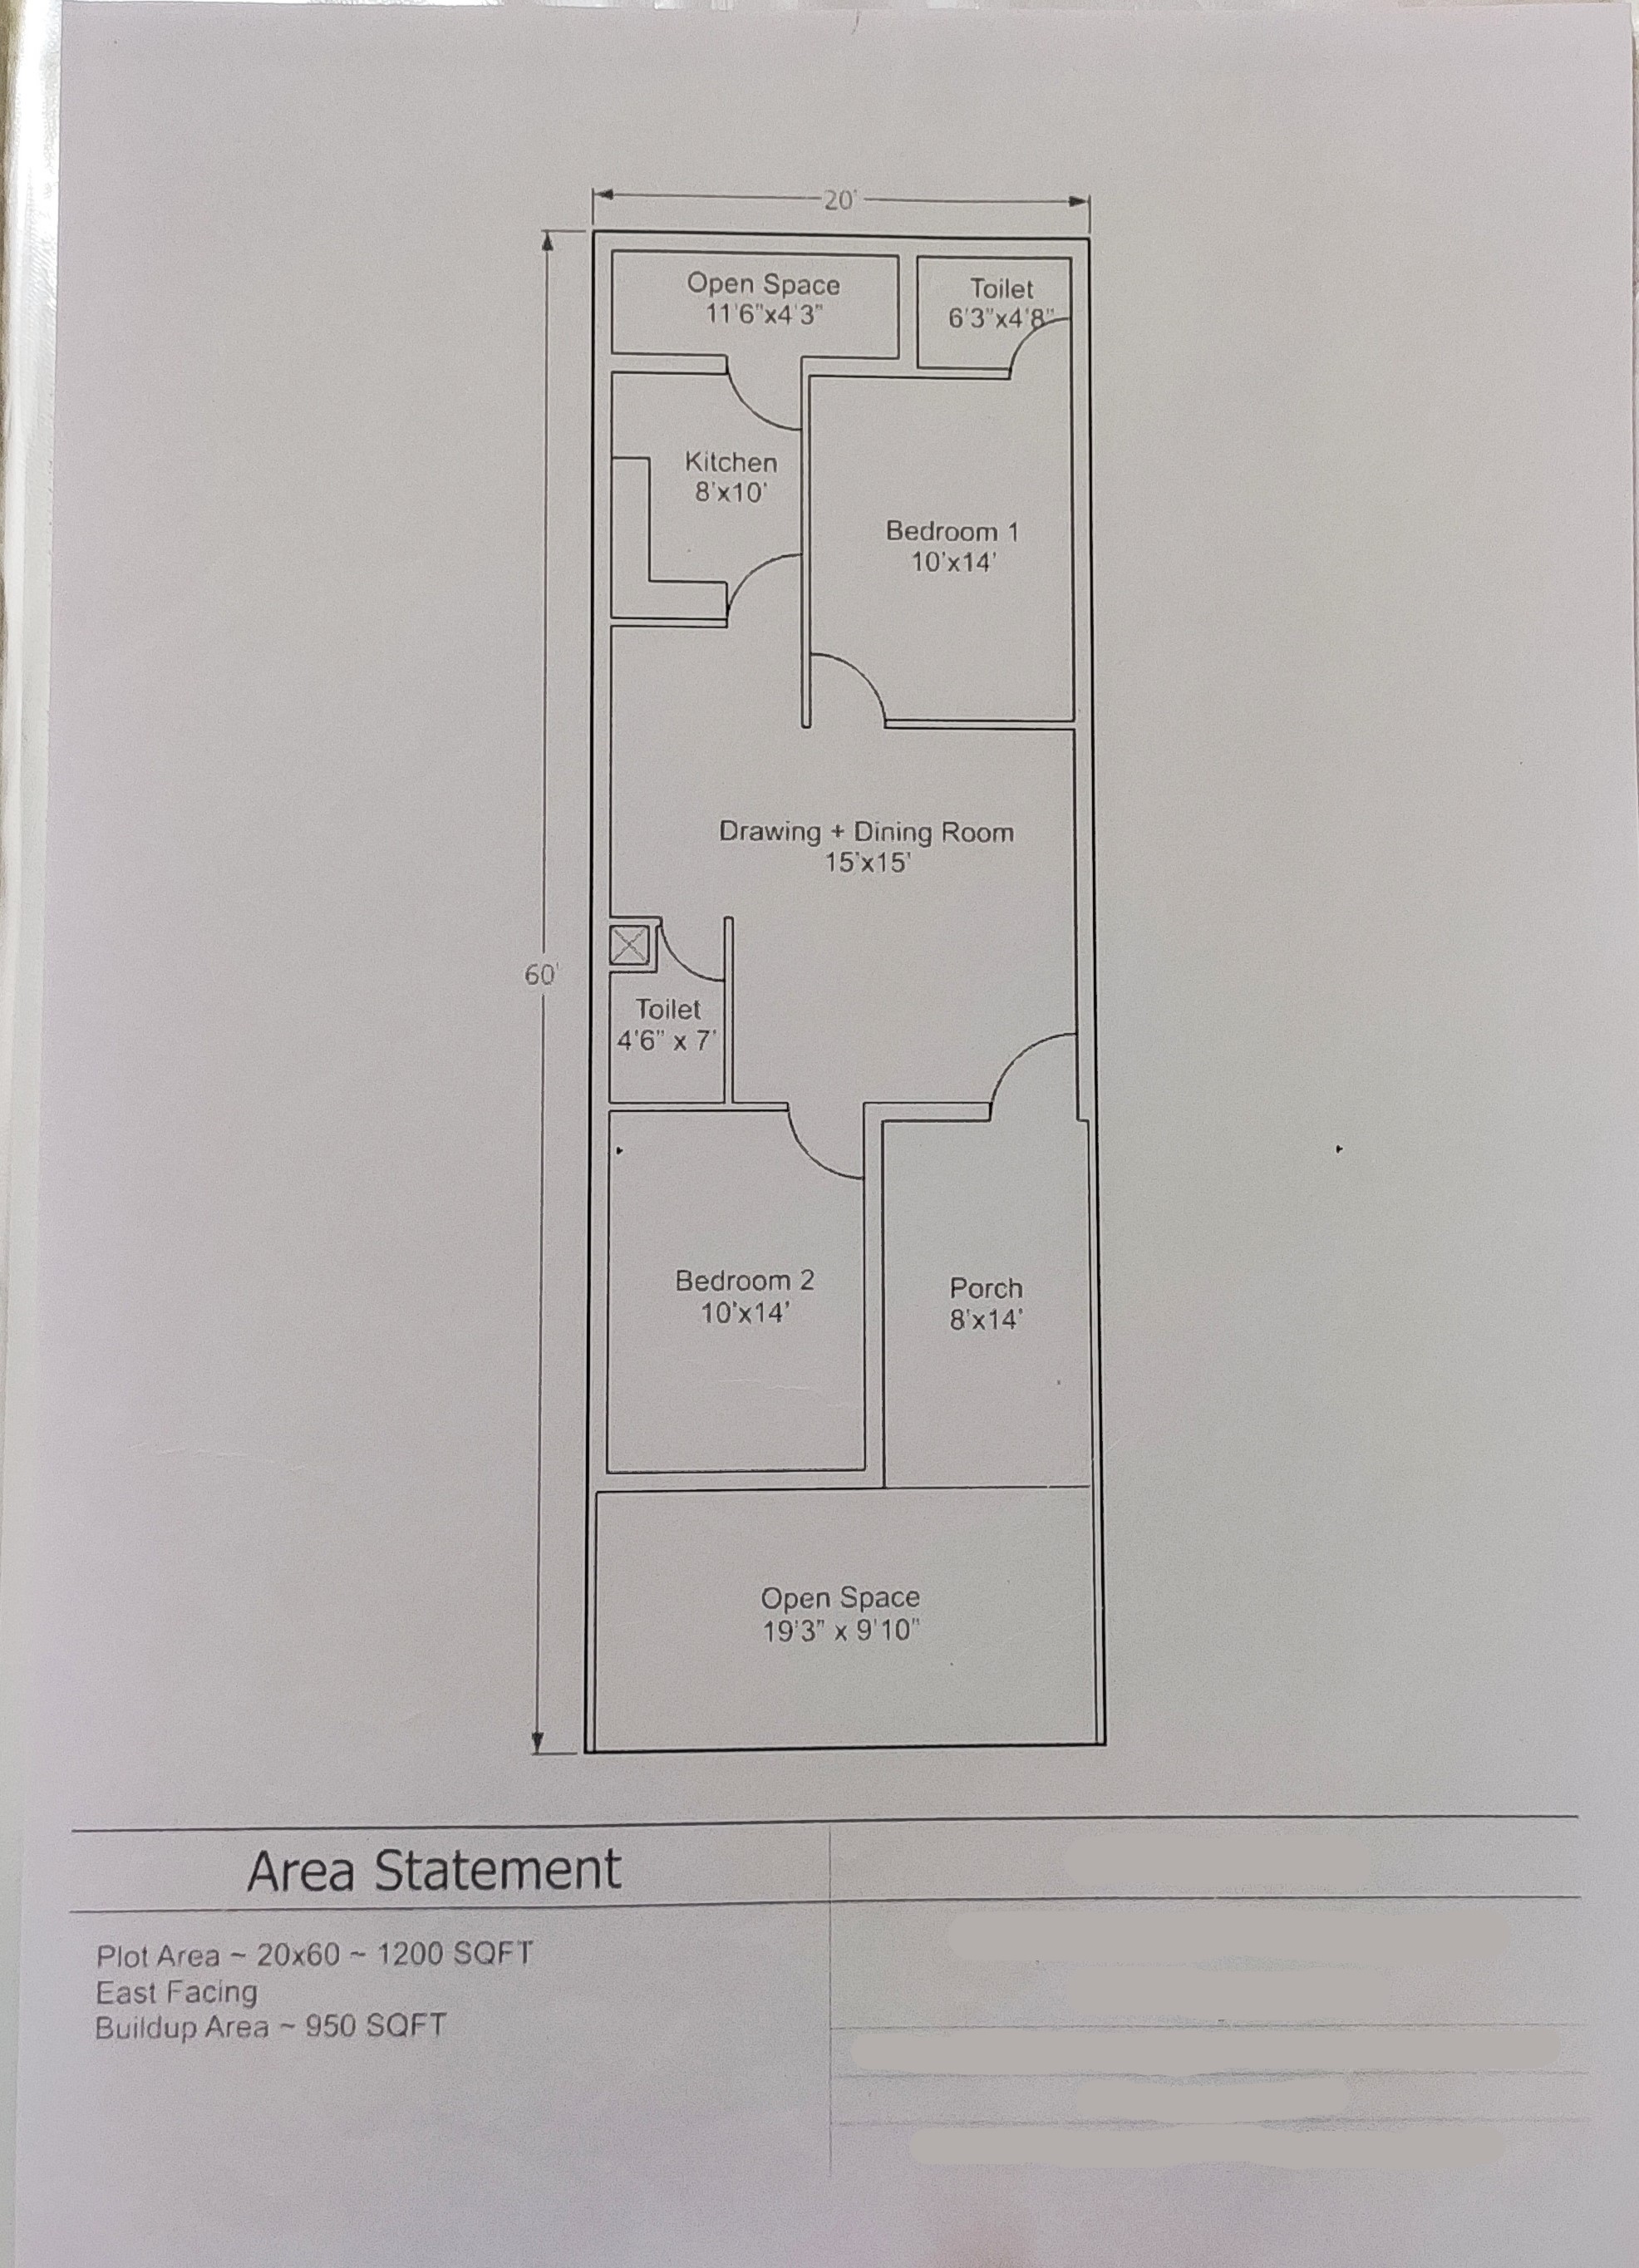 20'
Open Space
11'6"x4'3"
Toilet
6'3"x4'8"
Kitchen
8'x10'
Bedroom 1
10'x14'
Drawing + Dining Room
15'x15'
60'
Toilet
4'6" x 7'
Bedroom 2
10'x14'
Porch
8'x14'
Open Space
19'3" x 9'10"
Area Statement
Plot Area ~ 20x60 ~ 1200 SQFT
East Facing
Buildup Area ~ 950 SQFT